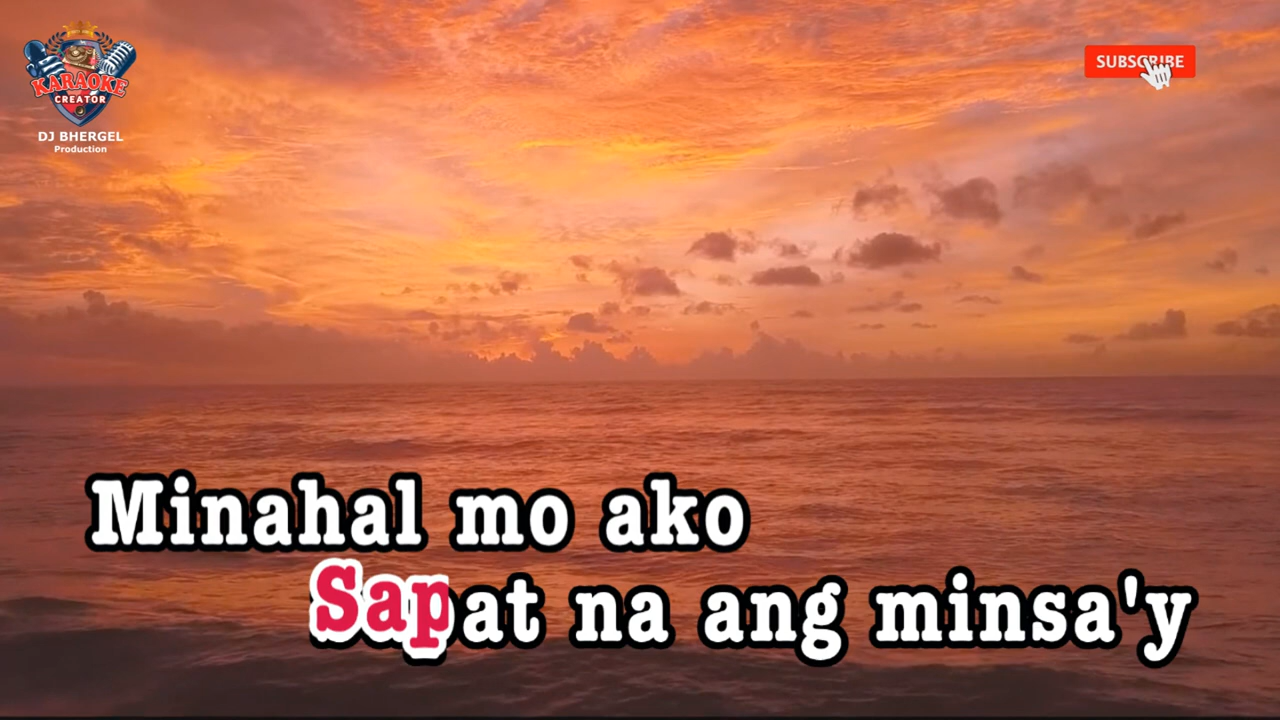 KARAOKE
CREATOR
DJ BHERGEL
Production
SUBSCRIBE
Minahal mo ako
Sapat na ang minsa'y